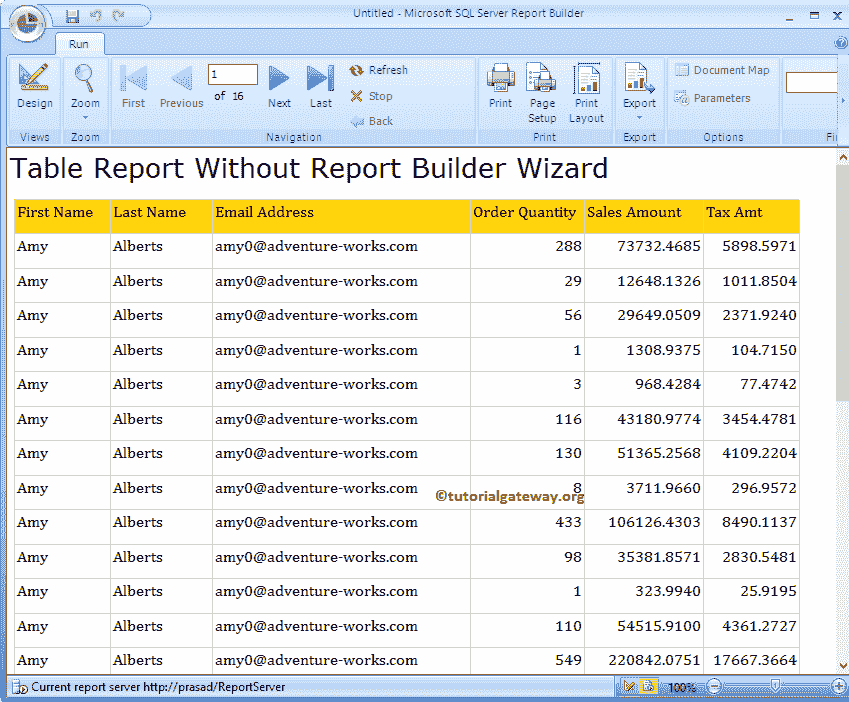 Untitled - Microsoft SQL Server Report Builder
Run
Design
Zoom
First
Previous
1
of 16
Next
Last
Refresh
Stop
Back
Print
Page Setup
Print Layout
Export
Document Map
Parameters
Views
Zoom
Navigation
Print
Export
Options
Table Report Without Report Builder Wizard
First Name Last Name Email Address Order Quantity Sales Amount Tax Amt
Amy Alberts amy0@adventure-works.com 288 73732.4685 5898.5971
Amy Alberts amy0@adventure-works.com 29 12648.1326 1011.8504
Amy Alberts amy0@adventure-works.com 56 29649.0509 2371.9240
Amy Alberts amy0@adventure-works.com 1 1308.9375 104.7150
Amy Alberts amy0@adventure-works.com 3 968.4284 77.4742
Amy Alberts amy0@adventure-works.com 116 43180.9774 3454.4781
Amy Alberts amy0@adventure-works.com 130 51365.2568 4109.2204
Amy Alberts amy0@adventure-works.com 8 3711.9660 296.9572
©tutorialgateway.org
Amy Alberts amy0@adventure-works.com 433 106126.4303 8490.1137
Amy Alberts amy0@adventure-works.com 98 35381.8571 2830.5481
Amy Alberts amy0@adventure-works.com 1 323.9940 25.9195
Amy Alberts amy0@adventure-works.com 110 54515.9100 4361.2727
Amy Alberts amy0@adventure-works.com 549 220842.0751 17667.3664
Current report server http://prasad/ReportServer
100%